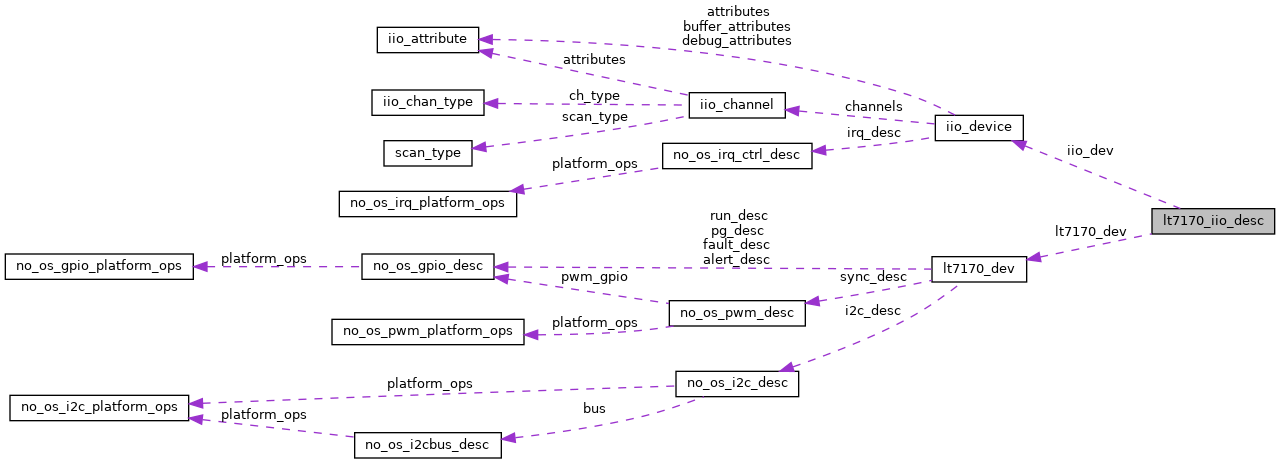 attributes
buffer_attributes
debug_attributes
iio_attribute
attributes
ch_type
iio_chan_type
iio_channel
channels
scan_type
iio_device
irq_desc
scan_type
no_os_irq_ctrl_desc
iio_dev
platform_ops
no_os_irq_platform_ops
run_desc
pg_desc
fault_desc
alert_desc
lt7170_iio_desc
lt7170_dev
platform_ops
no_os_gpio_platform_ops
no_os_gpio_desc
lt7170_dev
pwm_gpio
sync_desc
i2c_desc
no_os_pwm_desc
platform_ops
no_os_pwm_platform_ops
platform_ops
no_os_i2c_desc
no_os_i2c_platform_ops
platform_ops
bus
no_os_i2cbus_desc